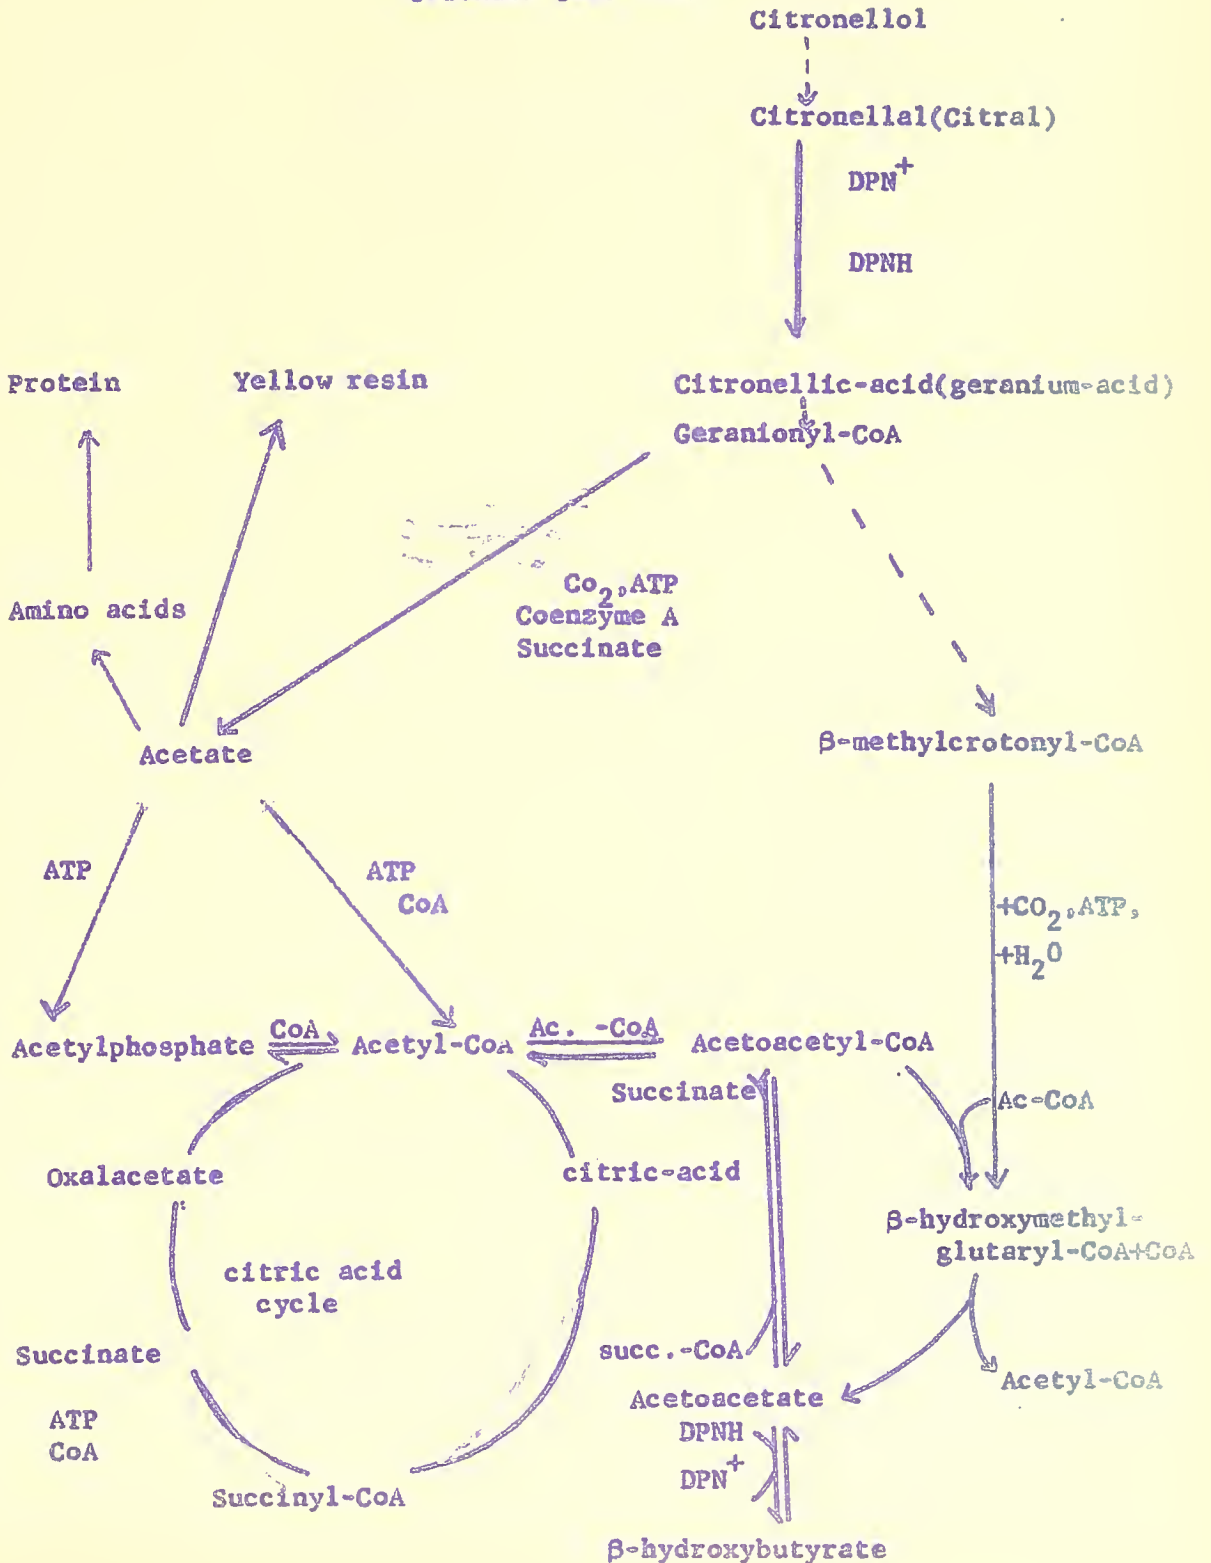 Citronellol
Citronellal(Citral)
DPN+
DPNH
Protein
Yellow resin
Citronellic-acid(geranium-acid)
Geranionyl-CoA
Co2,ATP
Coenzyme A
Succinate
Amino acids
Acetate
β-methylcrotonyl-CoA
ATP
ATP
CoA
+CO2,ATP,
+H2O
Acetylphosphate
CoA
Acetyl-CoA
Ac. -CoA
Acetoacetyl-CoA
Succinate
Ac-CoA
Oxalacetate
citric-acid
β-hydroxymethyl-
glutaryl-CoA+CoA
citric acid
cycle
Succinate
succ.-CoA
Acetyl-CoA
Acetoacetate
ATP
CoA
DPNH
DPN+
Succinyl-CoA
β-hydroxybutyrate